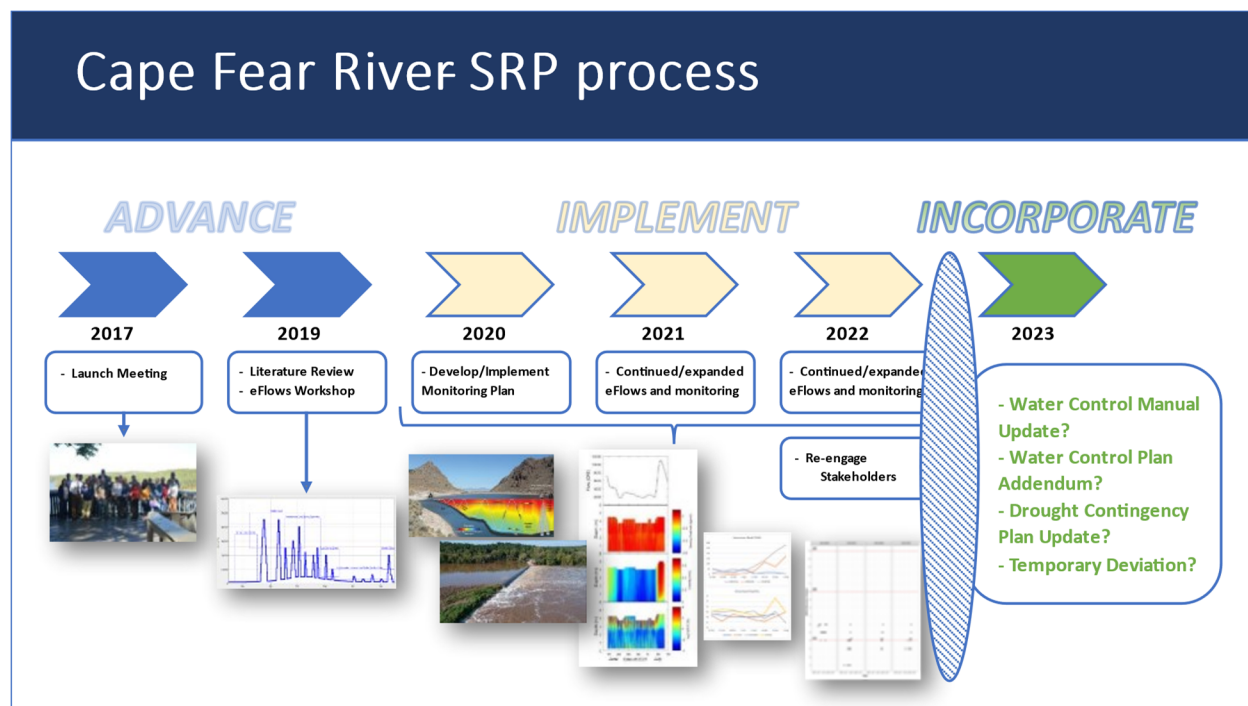 Cape Fear River SRP process
ADVANCE
IMPLEMENT
INCORPORATE
2017
2019
2020
2021
2022
2023
- Launch Meeting
- Literature Review
- eFlows Workshop
- Develop/Implement
Monitoring Plan
- Continued/expanded
eFlows and monitoring
- Continued/expanded
eFlows and monitoring
- Re-engage
Stakeholders
- Water Control Manual
Update?
- Water Control Plan
Addendum?
- Drought Contingency
Plan Update?
- Temporary Deviation?